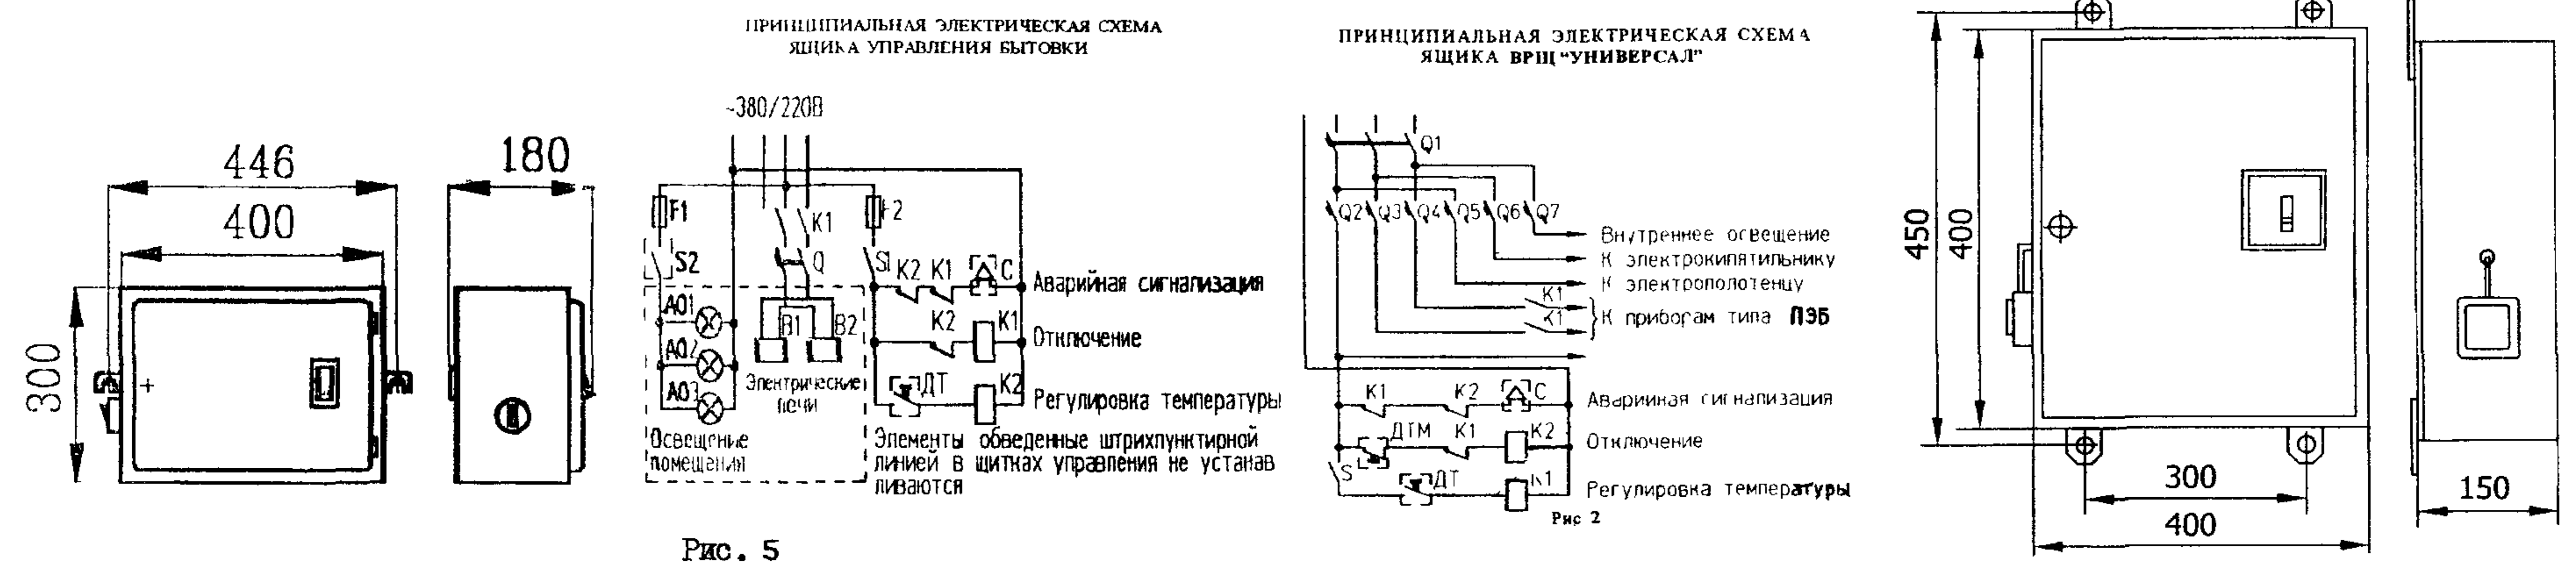 446
400
300
180
ПРИНЦИПИАЛЬНАЯ ЭЛЕКТРИЧЕСКАЯ СХЕМА
ЯЩИКА УПРАВЛЕНИЯ БЫТОВКИ
~380/220В
F1
K1
F2
S2
Q
S1
K2
K1
C
Аварийная сигнализация
А01
B1
B2
K2
K1
Отключение
А02
Электрические
печи
А03
ДТ
K2
Регулировка температуры
Освещение
помещения
Элементы обведенные штрихпунктирной
линией в щитках управления не устанав
ливаются
Рис. 5
ПРИНЦИПИАЛЬНАЯ ЭЛЕКТРИЧЕСКАЯ СХЕМА
ЯЩИКА ВРЩ "УНИВЕРСАЛ"
Q1
Q2
Q3
Q4
Q5
Q6
Q7
Внутреннее освещение
К электрокипятильнику
К электрополотенцу
K1
K1
К приборам типа ПЭБ
K1
K2
C
Аварийная сигнализация
ДТМ
K1
K2
Отключение
S
ДТ
K1
Регулировка температуры
Рис 2
450
400
300
400
150